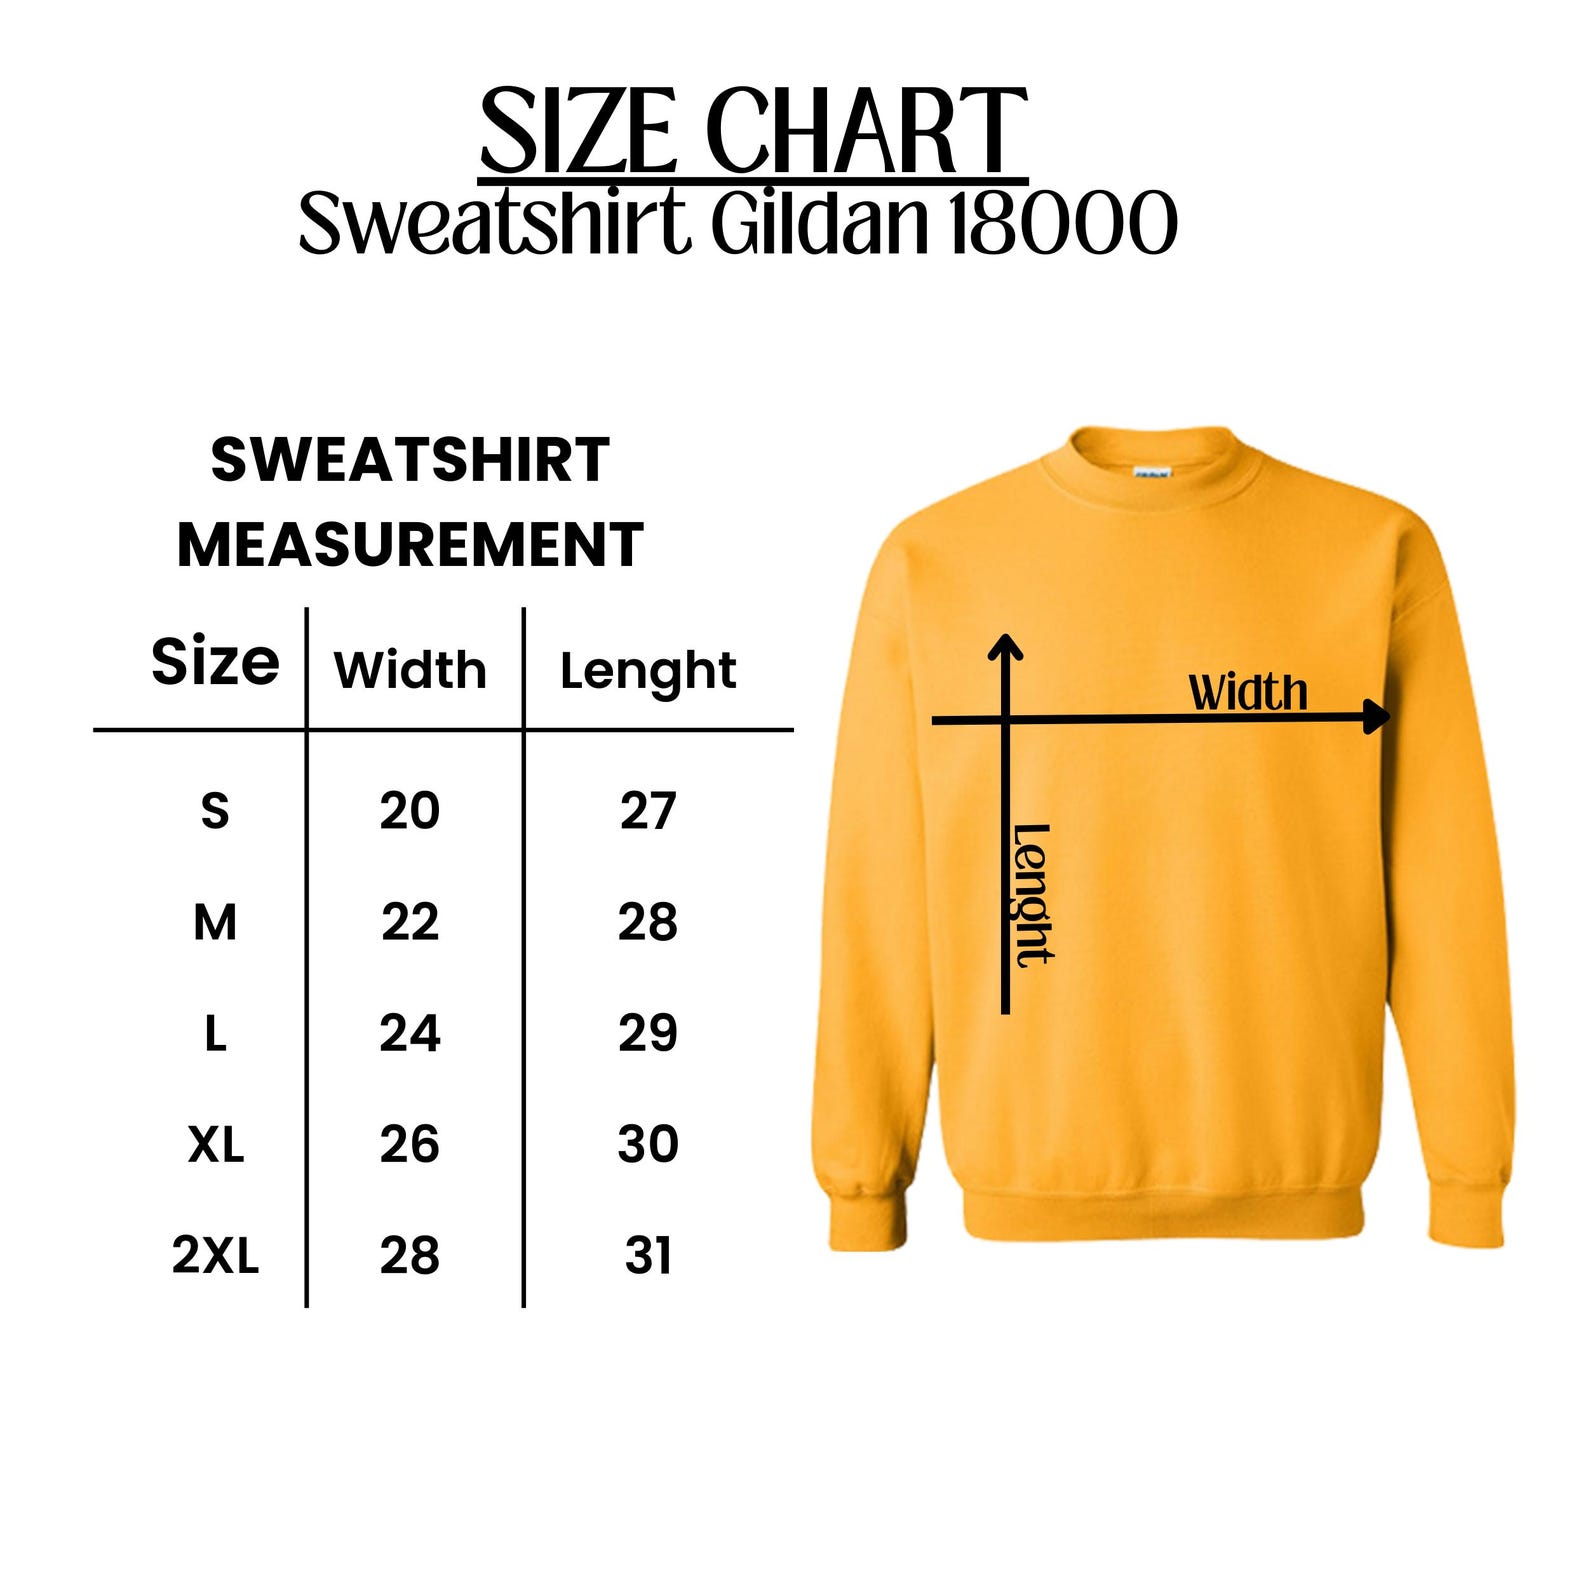 SIZE CHART
Sweatshirt Gildan 18000
SWEATSHIRT
MEASUREMENT
Size Width Lenght
S 20 27
M 22 28
L 24 29
XL 26 30
2XL 28 31
Width
Lenght